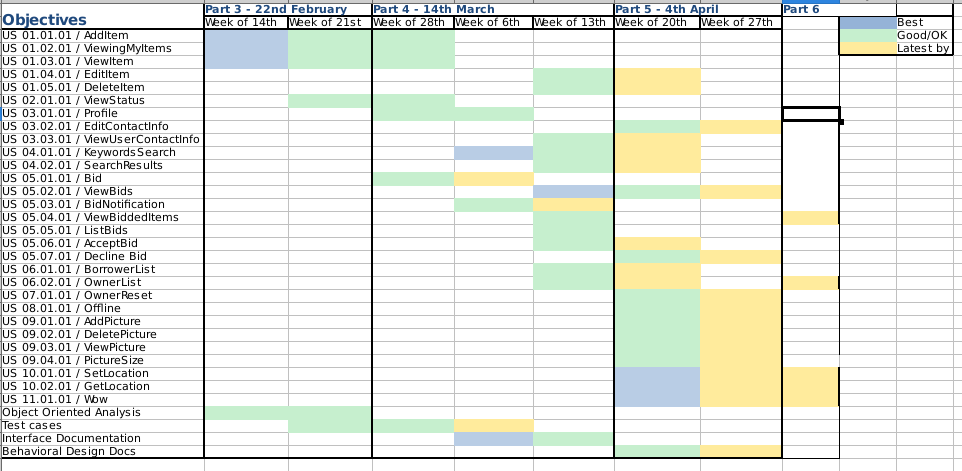 Part 3 - 22nd February Part 4 - 14th March Part 5 - 4th April Part 6
Objectives Week of 14th Week of 21st Week of 28th Week of 6th Week of 13th Week of 20th Week of 27th Best
US 01.01.01 / AddItem Good/OK
US 01.02.01 / ViewingMyItems Latest by
US 01.03.01 / ViewItem
US 01.04.01 / EditItem
US 01.05.01 / DeleteItem
US 02.01.01 / ViewStatus
US 03.01.01 / Profile
US 03.02.01 / EditContactInfo
US 03.03.01 / ViewUserContactInfo
US 04.01.01 / KeywordsSearch
US 04.02.01 / SearchResults
US 05.01.01 / Bid
US 05.02.01 / ViewBids
US 05.03.01 / BidNotification
US 05.04.01 / ViewBiddedItems
US 05.05.01 / ListBids
US 05.06.01 / AcceptBid
US 05.07.01 / Decline Bid
US 06.01.01 / BorrowerList
US 06.02.01 / OwnerList
US 07.01.01 / OwnerReset
US 08.01.01 / Offline
US 09.01.01 / AddPicture
US 09.02.01 / DeletePicture
US 09.03.01 / ViewPicture
US 09.04.01 / PictureSize
US 10.01.01 / SetLocation
US 10.02.01 / GetLocation
US 11.01.01 / Wow
Object Oriented Analysis
Test cases
Interface Documentation
Behavioral Design Docs